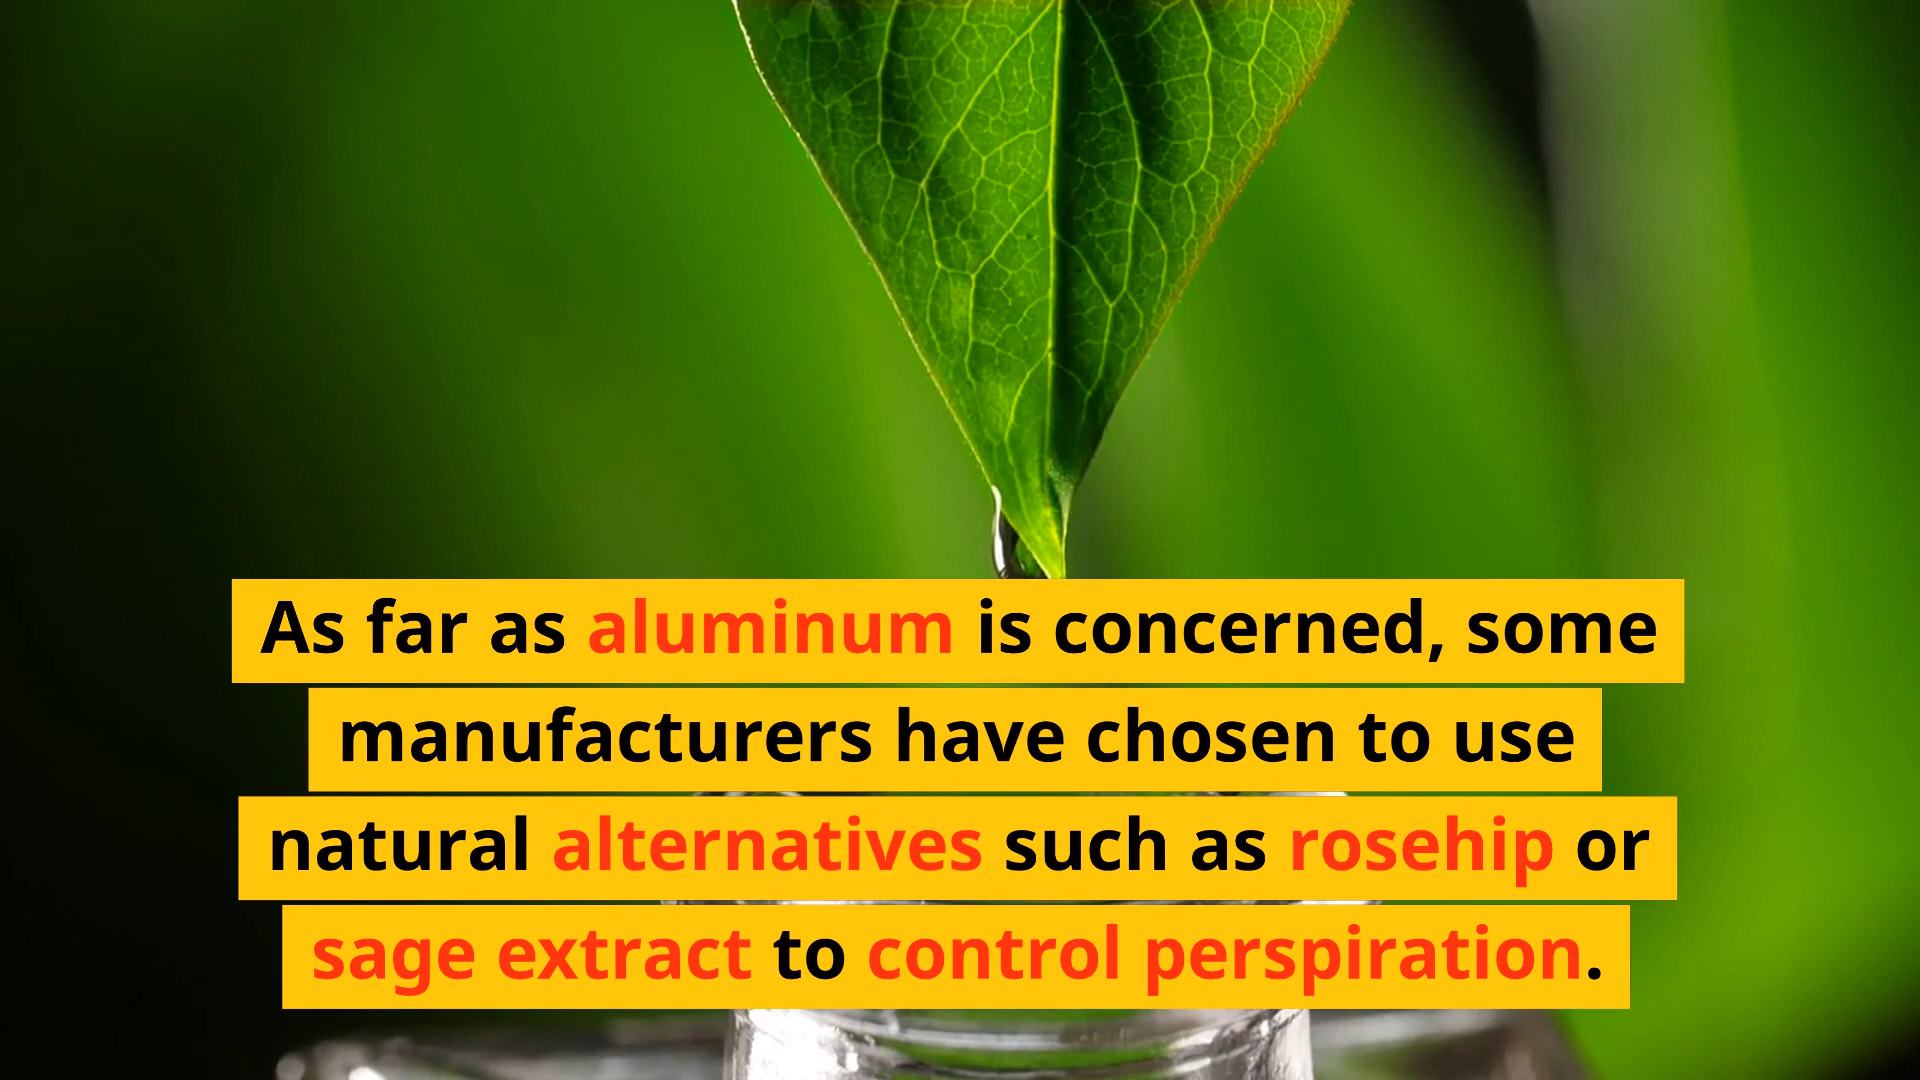 As far as aluminum is concerned, some
manufacturers have chosen to use
natural alternatives such as rosehip or
sage extract to control perspiration.